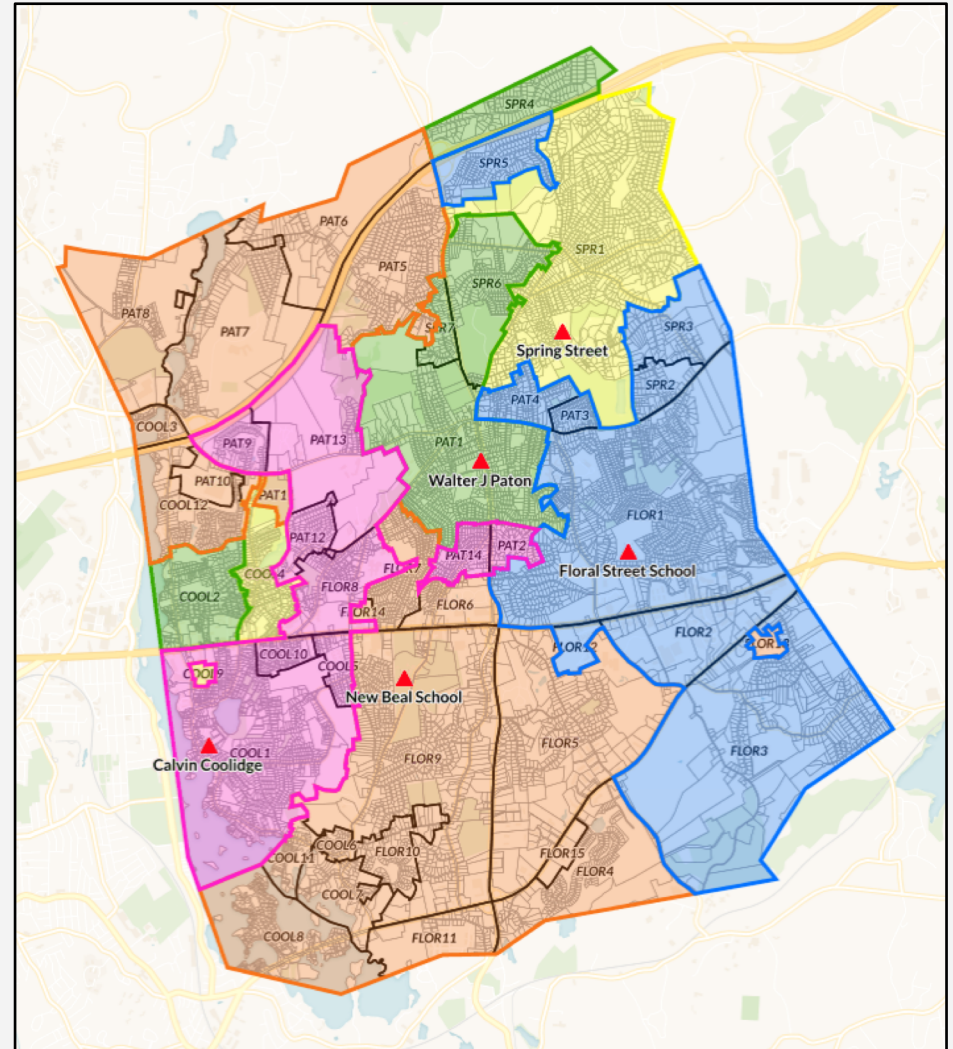 SPR4
SPR5
PAT6
SPR1
PAT5
SPR6
PAT8
PAT7
SPR7
SPR3
Spring Street
SPR2
PAT4
PAT3
COOL3
PAT9
PAT13
PAT1
Walter J Paton
PAT10
PAT1
COOL12
FLOR1
PAT12
PAT14
PAT2
Floral Street School
COOL4
FLOR7
FLOR8
COOL2
FLOR14
FLOR6
FLOR2
FLOR12
COOL10
COOL5
COOL9
New Beal School
FLOR5
COOL1
FLOR3
Calvin Coolidge
FLOR9
COOL6
FLOR10
COOL11
FLOR15
FLOR4
COOL8
FLOR11